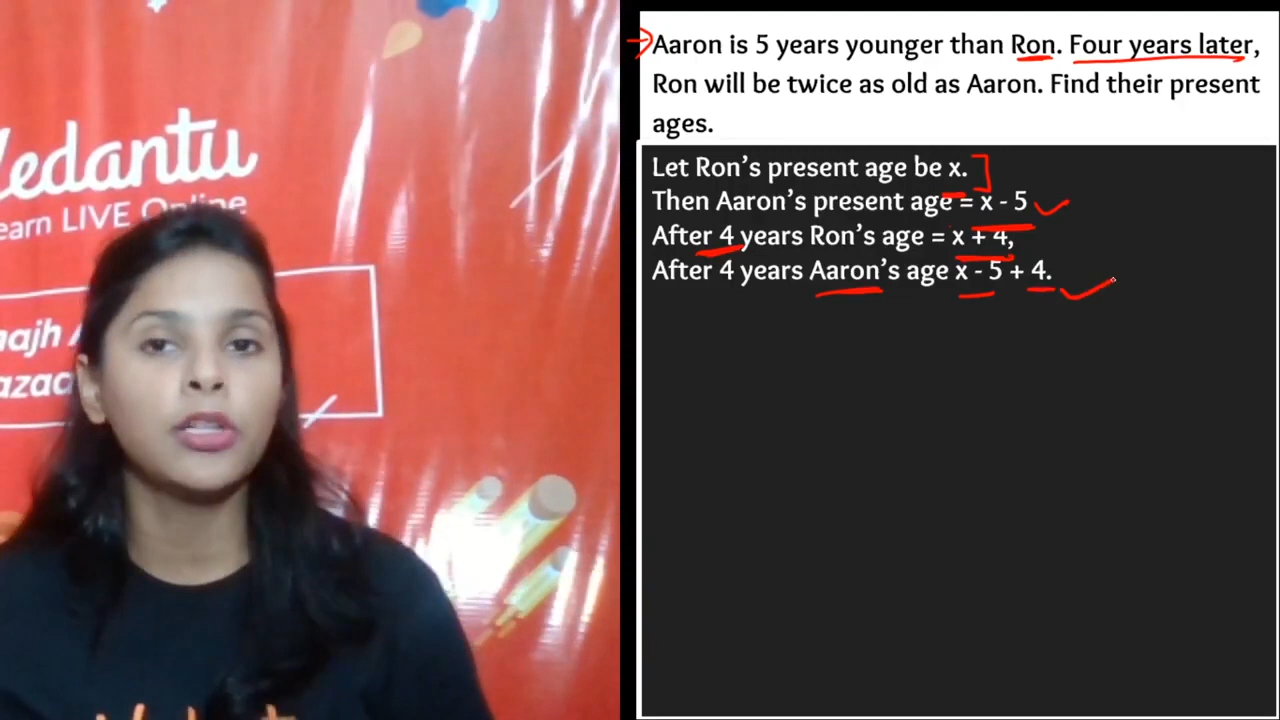 Vedantu
Learn LIVE Online
Aaron is 5 years younger than Ron. Four years later,
Ron will be twice as old as Aaron. Find their present
ages.
Let Ron's present age be x.
Then Aaron's present age = x - 5
After 4 years Ron's age = x + 4,
After 4 years Aaron's age x - 5 + 4.